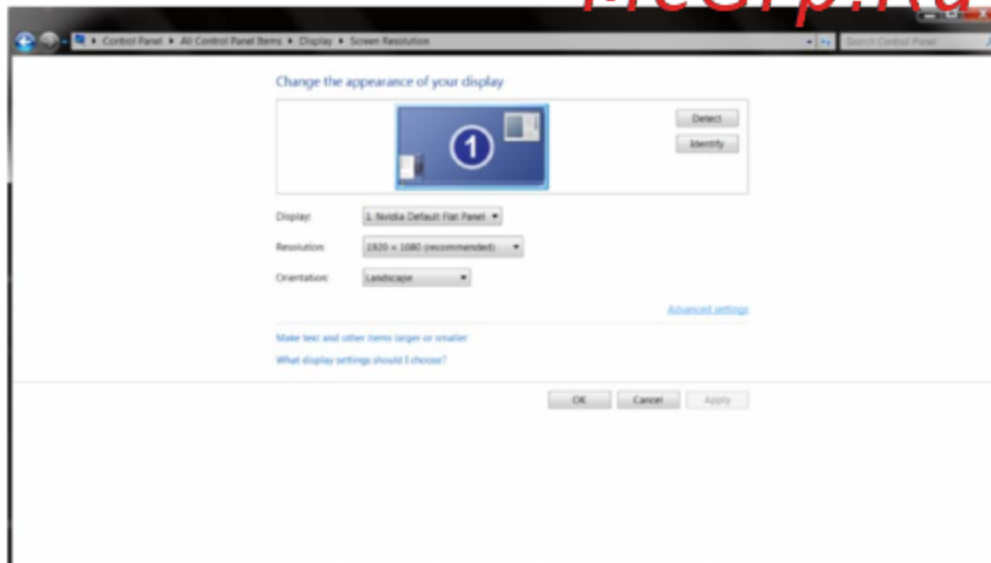 McGrp.Ru
Control Panel ▸ All Control Panel Items ▸ Display ▸ Screen Resolution
Search Control Panel
Change the appearance of your display
1
Detect
Identify
Display: 1. Nvidia Default Flat Panel
Resolution: 1920 × 1080 (recommended)
Orientation: Landscape
Advanced settings
Make text and other items larger or smaller
What display settings should I choose?
OK Cancel Apply